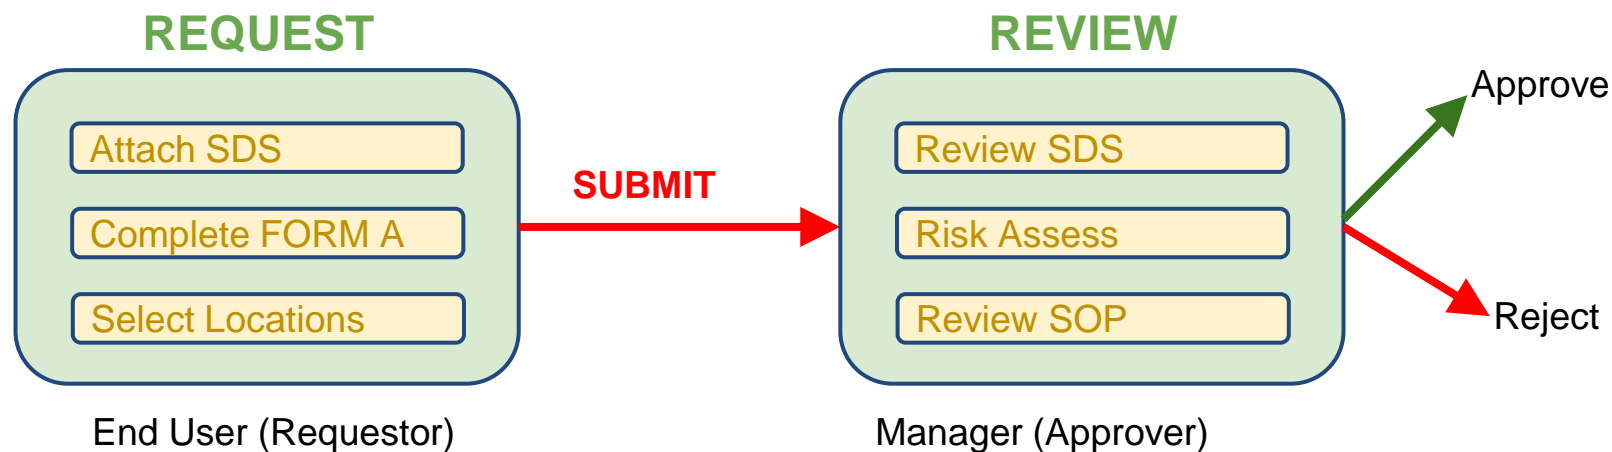 REQUEST
Attach SDS
Complete FORM A
Select Locations
End User (Requestor)
SUBMIT
REVIEW
Review SDS
Risk Assess
Review SOP
Manager (Approver)
Approve
Reject